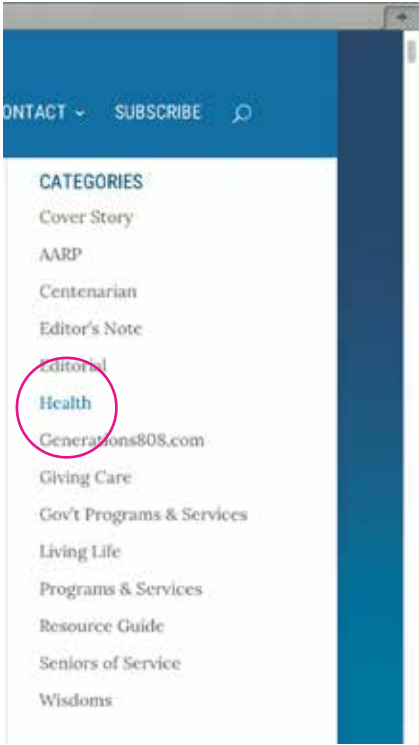 ONTACT SUBSCRIBE
CATEGORIES
Cover Story
AARP
Centenarian
Editor's Note
Editorial
Health
Generations808.com
Giving Care
Gov't Programs & Services
Living Life
Programs & Services
Resource Guide
Seniors of Service
Wisdoms